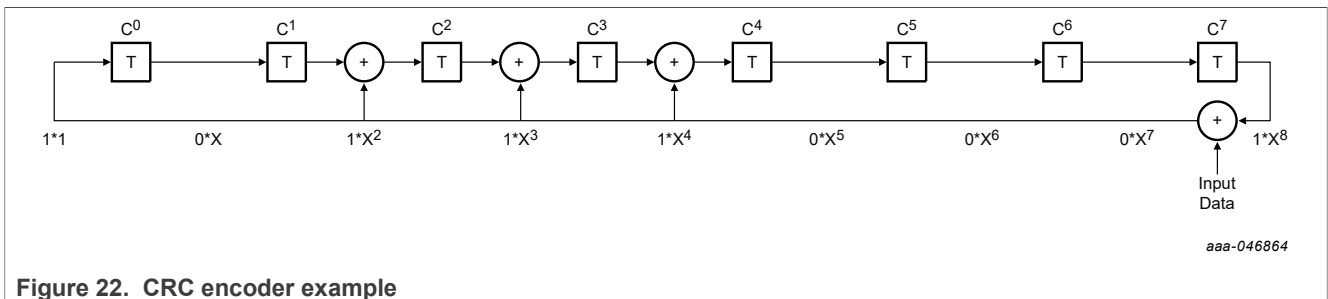 C⁰ C¹ C² C³ C⁴ C⁵ C⁶ C⁷
T T + T + T + T T T T
1*1 0*X 1*X² 1*X³ 1*X⁴ 0*X⁵ 0*X⁶ 0*X⁷ + 1*X⁸
Input
Data
aaa-046864
Figure 22. CRC encoder example